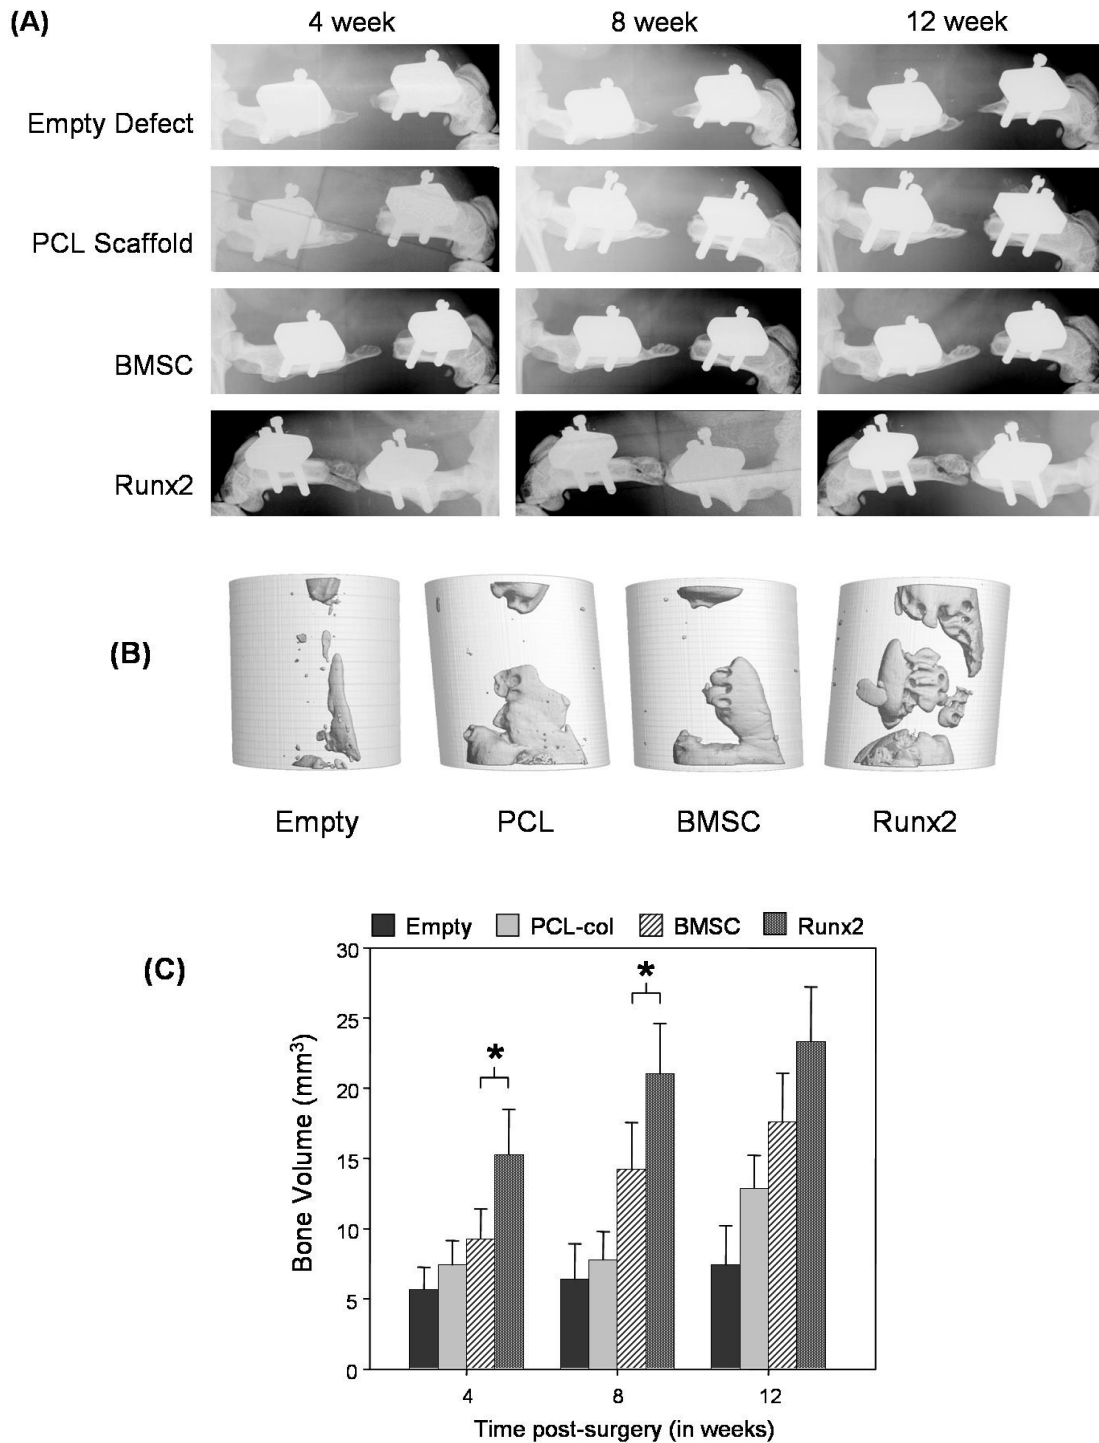 (A)
4 week 8 week 12 week
Empty Defect
PCL Scaffold
BMSC
Runx2
(B)
Empty PCL BMSC Runx2
(C)
Empty PCL-col BMSC Runx2
Bone Volume (mm³)
30
25
20
15
10
5
0
*
*
4 8 12
Time post-surgery (in weeks)